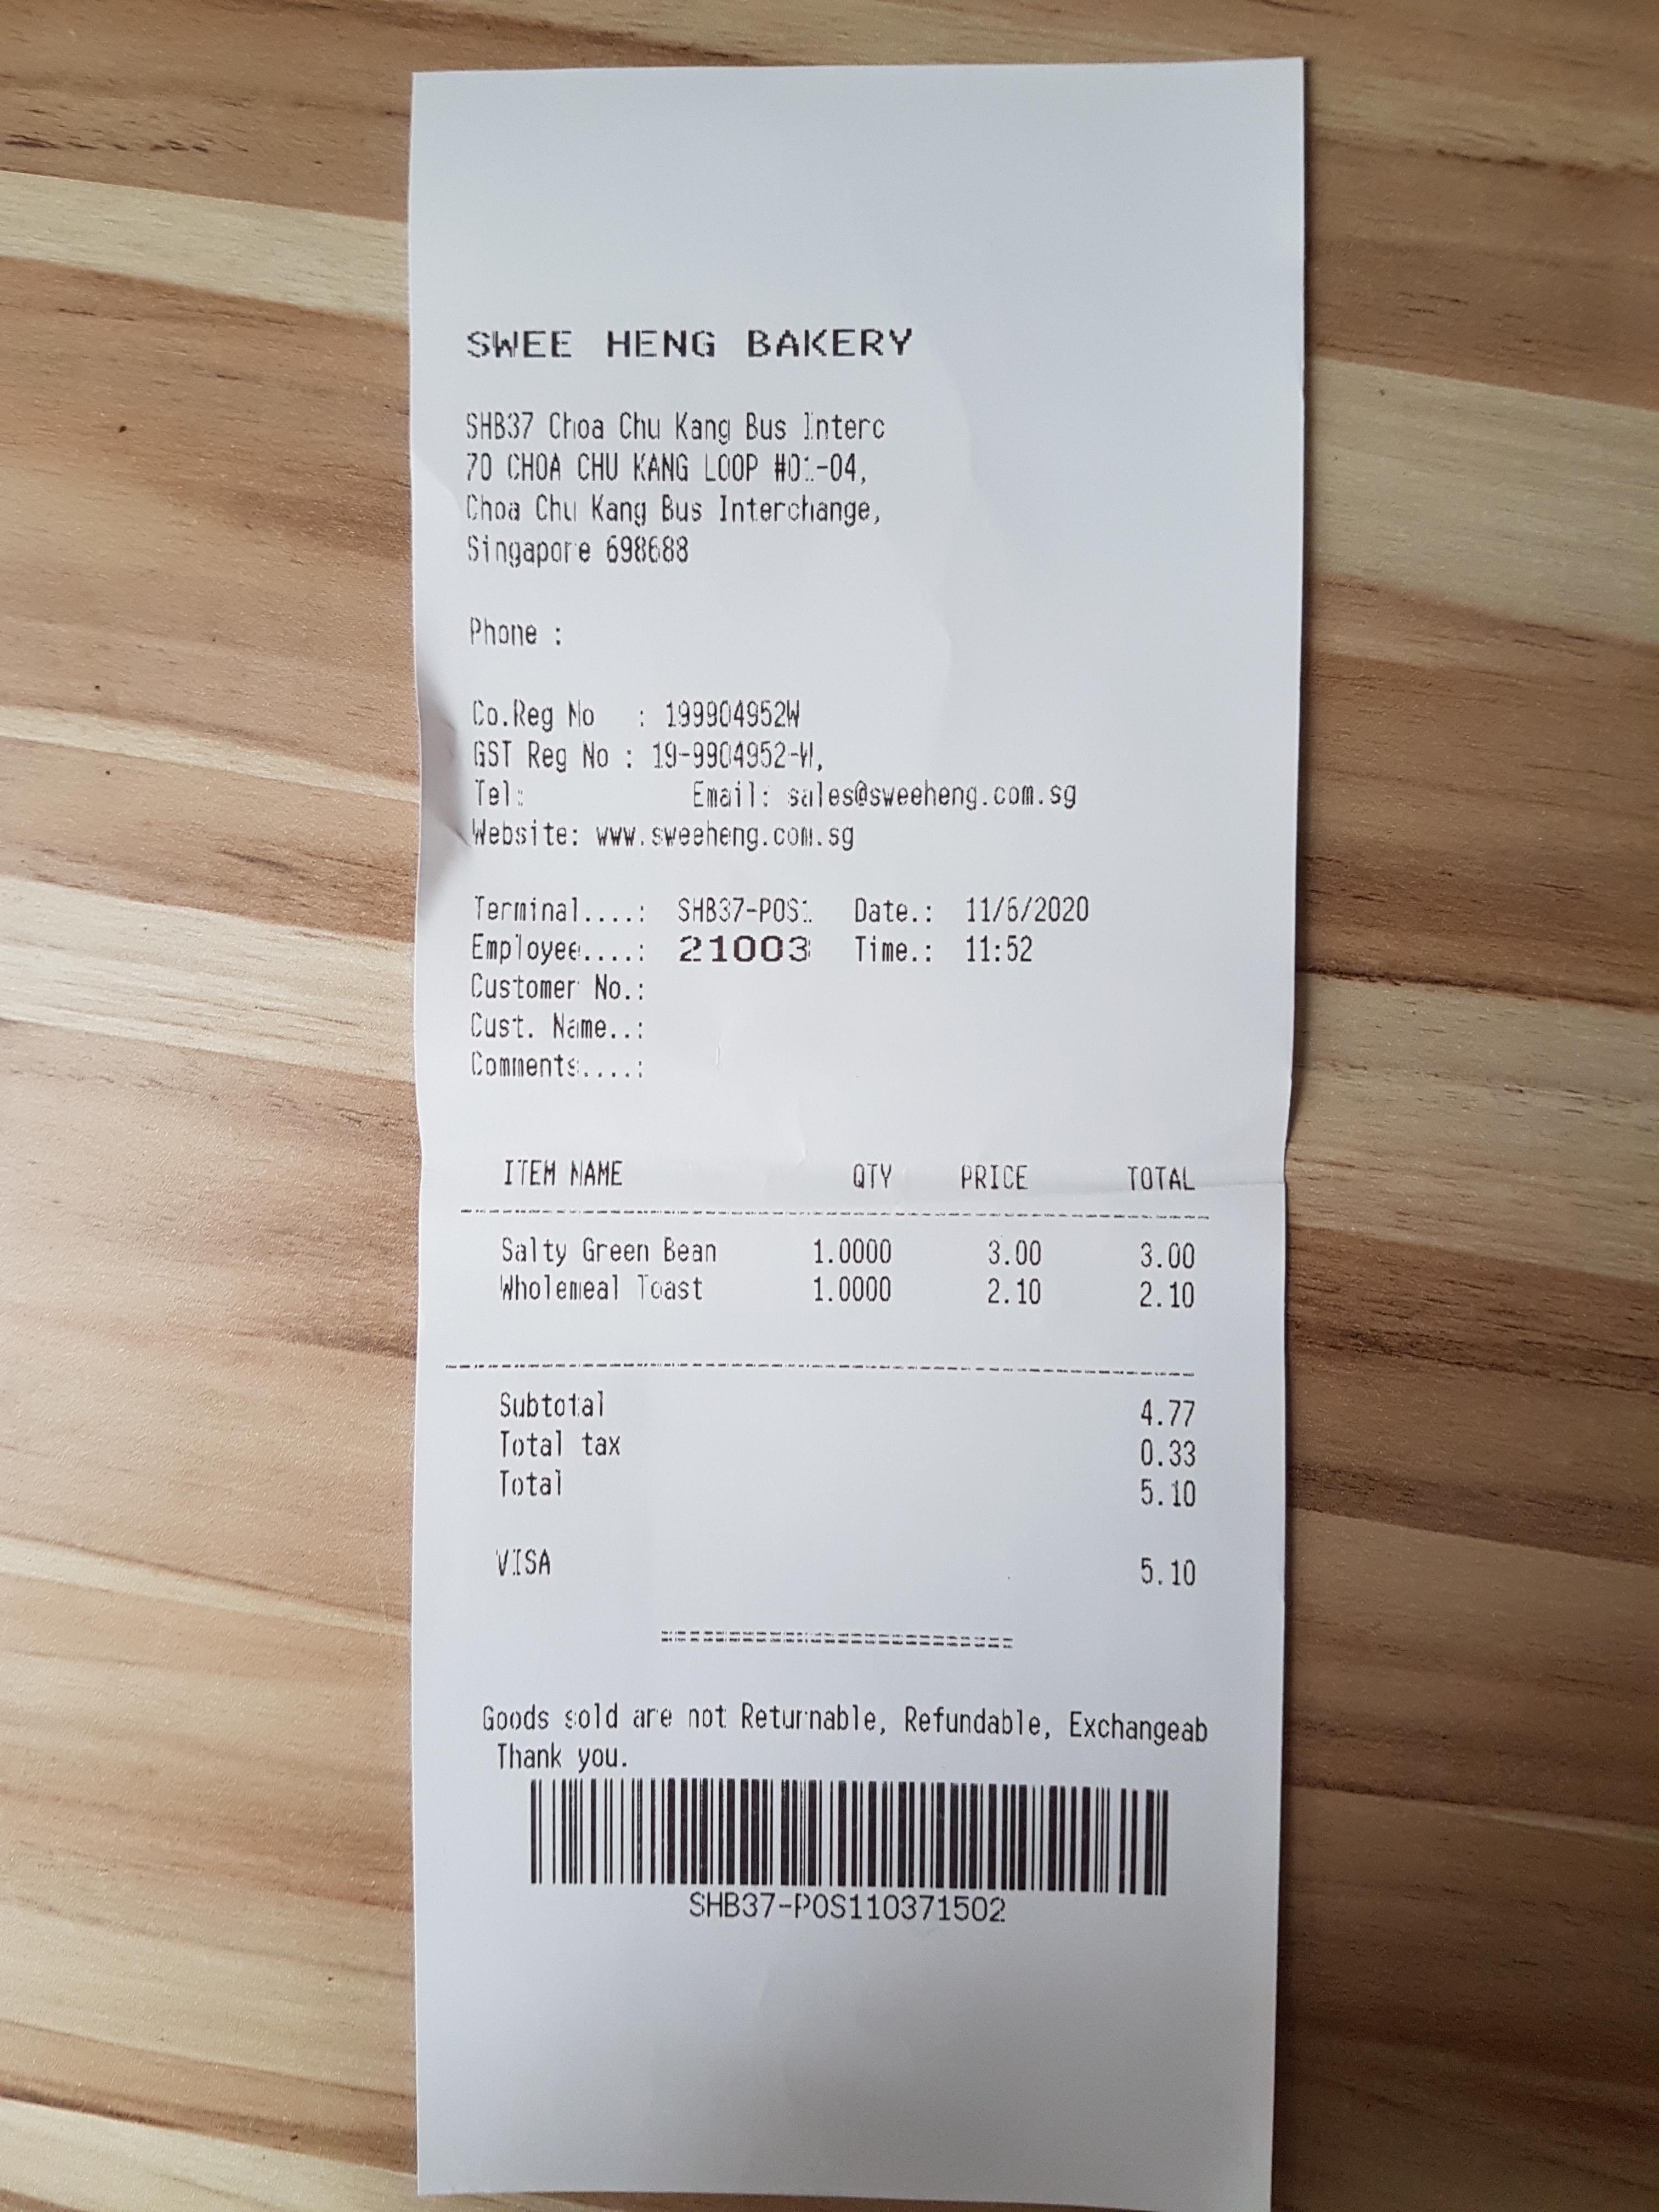 SWEE HENG BAKERY
SHB37 Choa Chu Kang Bus Interc
70 CHOA CHU KANG LOOP #01-04,
Choa Chu Kang Bus Interchange,
Singapore 698688
Phone :
Co.Reg No : 199904952W
GST Reg No : 19-9904952-W,
Tel: Email: sales@sweeheng.com.sg
Website: www.sweeheng.com.sg
Terminal....: SHB37-POS1 Date.: 11/6/2020
Employee....: 21003 Time.: 11:52
Customer No.:
Cust. Name..:
Comments....:
ITEM NAME QTY PRICE TOTAL
Salty Green Bean 1.0000 3.00 3.00
Wholemeal Toast 1.0000 2.10 2.10
Subtotal 4.77
Total tax 0.33
Total 5.10
VISA 5.10
Goods sold are not Returnable, Refundable, Exchangeab
Thank you.
SHB37-POS110371502